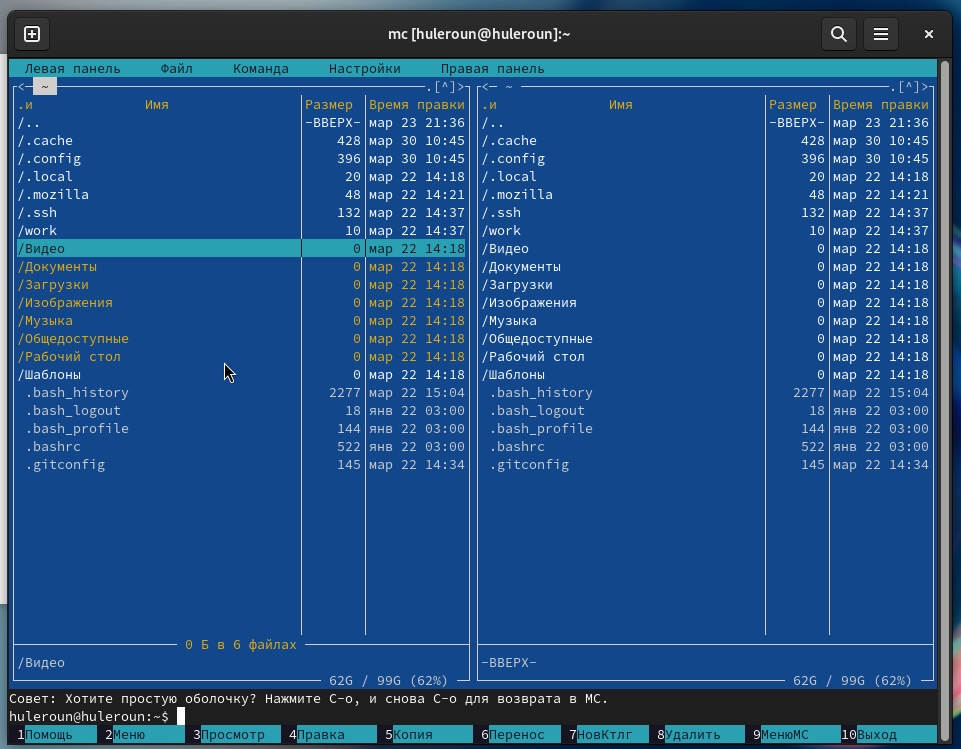 mc [huleroun@huleroun]:~
Левая панель Файл Команда Настройки Правая панель
<─ ~ .[^]> <─ ~ .[^]>
.и Имя Размер Время правки .и Имя Размер Время правки
/.. -ВВЕРХ- мар 23 21:36 /.. -ВВЕРХ- мар 23 21:36
/.cache 428 мар 30 10:45 /.cache 428 мар 30 10:45
/.config 396 мар 30 10:45 /.config 396 мар 30 10:45
/.local 20 мар 22 14:18 /.local 20 мар 22 14:18
/.mozilla 48 мар 22 14:21 /.mozilla 48 мар 22 14:21
/.ssh 132 мар 22 14:37 /.ssh 132 мар 22 14:37
/work 10 мар 22 14:37 /work 10 мар 22 14:37
/Видео 0 мар 22 14:18 /Видео 0 мар 22 14:18
/Документы 0 мар 22 14:18 /Документы 0 мар 22 14:18
/Загрузки 0 мар 22 14:18 /Загрузки 0 мар 22 14:18
/Изображения 0 мар 22 14:18 /Изображения 0 мар 22 14:18
/Музыка 0 мар 22 14:18 /Музыка 0 мар 22 14:18
/Общедоступные 0 мар 22 14:18 /Общедоступные 0 мар 22 14:18
/Рабочий стол 0 мар 22 14:18 /Рабочий стол 0 мар 22 14:18
/Шаблоны 0 мар 22 14:18 /Шаблоны 0 мар 22 14:18
.bash_history 2277 мар 22 15:04 .bash_history 2277 мар 22 15:04
.bash_logout 18 янв 22 03:00 .bash_logout 18 янв 22 03:00
.bash_profile 144 янв 22 03:00 .bash_profile 144 янв 22 03:00
.bashrc 522 янв 22 03:00 .bashrc 522 янв 22 03:00
.gitconfig 145 мар 22 14:34 .gitconfig 145 мар 22 14:34
0 Б в 6 файлах
/Видео -ВВЕРХ-
62G / 99G (62%) 62G / 99G (62%)
Совет: Хотите простую оболочку? Нажмите C-o, и снова C-o для возврата в MC.
huleroun@huleroun:~$
1Помощь 2Меню 3Просмотр 4Правка 5Копия 6Перенос 7НовКтлг 8Удалить 9МенюMC 10Выход